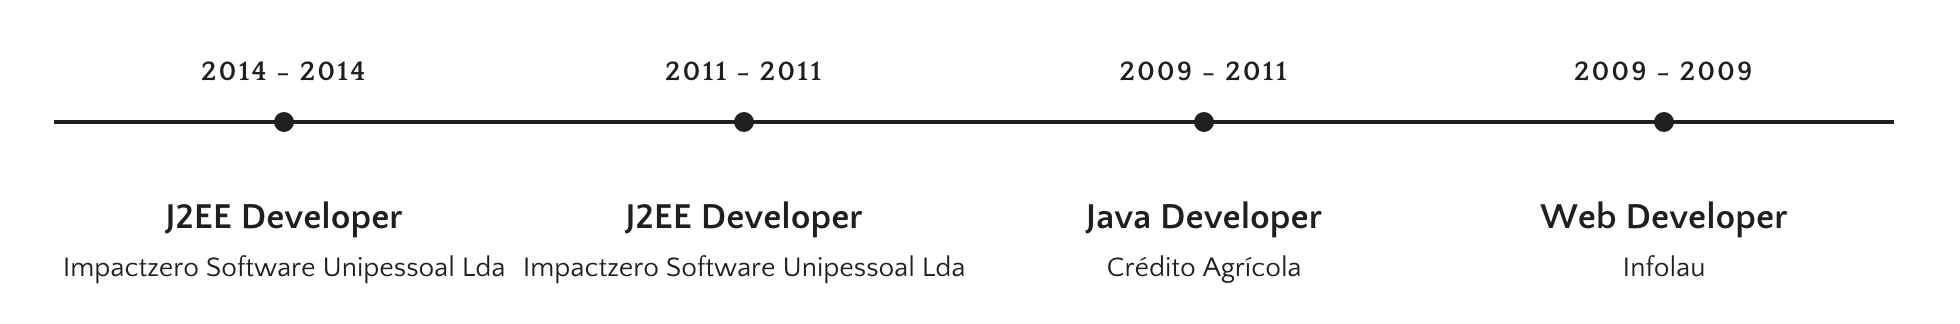 2014 – 2014
2011 – 2011
2009 – 2011
2009 – 2009
J2EE Developer
Impactzero Software Unipessoal Lda
J2EE Developer
Impactzero Software Unipessoal Lda
Java Developer
Crédito Agrícola
Web Developer
Infolau